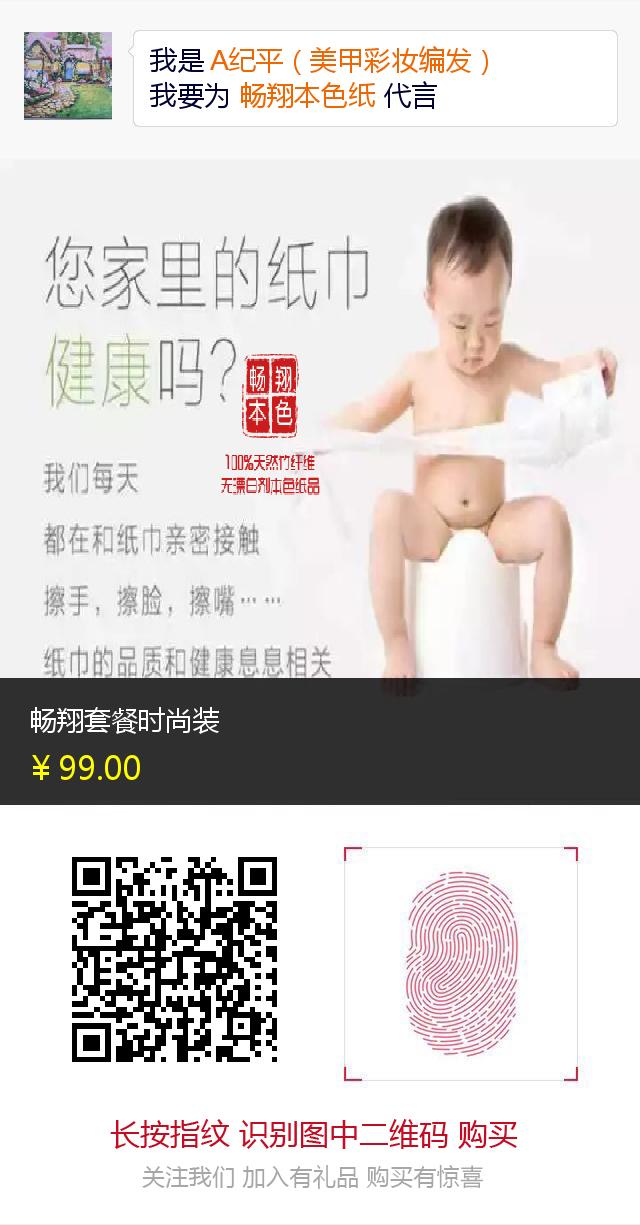 我是 A纪平（美甲彩妆编发）
我要为 畅翔本色纸 代言
您家里的纸巾
健康吗?
畅翔
本色
100%天然竹纤维
无漂白剂本色纸品
我们每天
都在和纸巾亲密接触
擦手，擦脸，擦嘴……
纸巾的品质和健康息息相关
畅翔套餐时尚装
¥ 99.00
长按指纹 识别图中二维码 购买
关注我们 加入有礼品 购买有惊喜